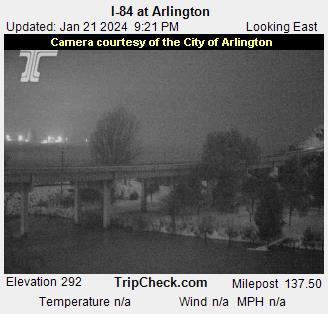 I-84 at Arlington
Updated: Jan 21 2024 9:21 PM Looking East
Camera courtesy of the City of Arlington
Elevation 292 TripCheck.com Milepost 137.50
Temperature n/a Wind n/a MPH n/a